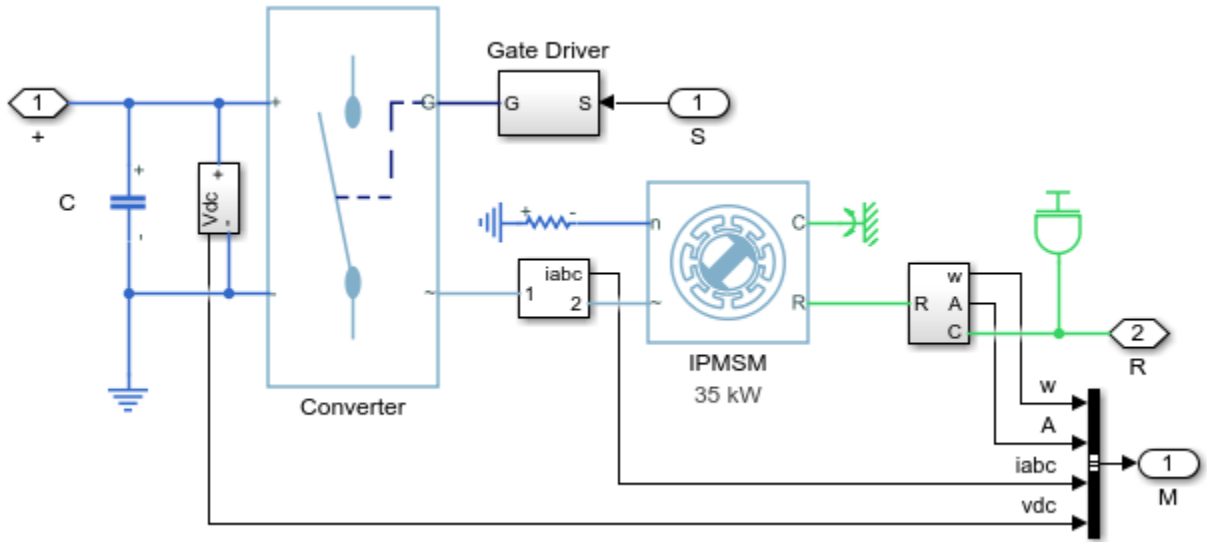 Gate Driver
1
+
+
G
G
S
1
S
C
+
-
Vdc
+
-
-
~
+
-
n
C
iabc
1
2
~
R
R
w
A
C
2
R
IPMSM
35 kW
Converter
w
A
iabc
vdc
1
M